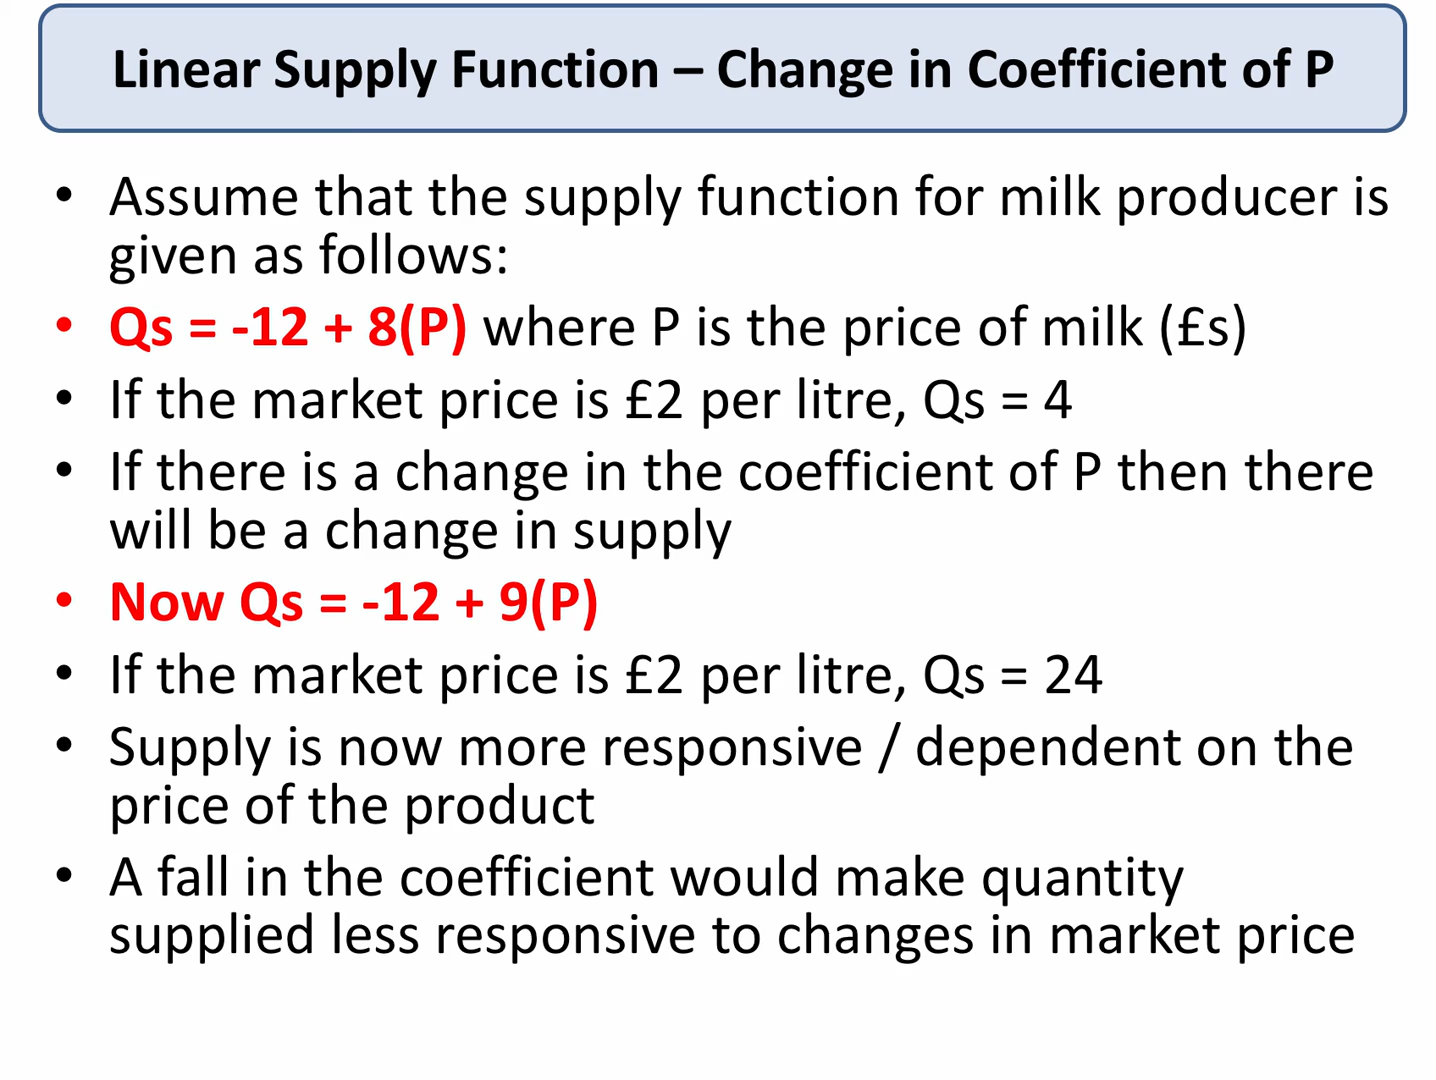 Linear Supply Function – Change in Coefficient of P
• Assume that the supply function for milk producer is
given as follows:
• Qs = -12 + 8(P) where P is the price of milk (£s)
• If the market price is £2 per litre, Qs = 4
• If there is a change in the coefficient of P then there
will be a change in supply
• Now Qs = -12 + 9(P)
• If the market price is £2 per litre, Qs = 24
• Supply is now more responsive / dependent on the
price of the product
• A fall in the coefficient would make quantity
supplied less responsive to changes in market price